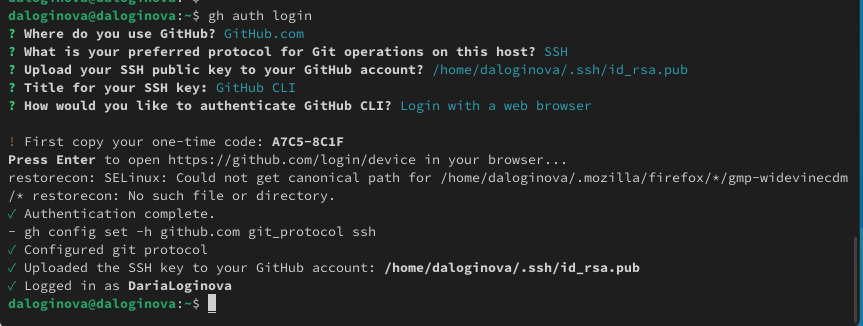 daloginova@daloginova:~$ gh auth login
? Where do you use GitHub? GitHub.com
? What is your preferred protocol for Git operations on this host? SSH
? Upload your SSH public key to your GitHub account? /home/daloginova/.ssh/id_rsa.pub
? Title for your SSH key: GitHub CLI
? How would you like to authenticate GitHub CLI? Login with a web browser
! First copy your one-time code: A7C5-8C1F
Press Enter to open https://github.com/login/device in your browser...
restorecon: SELinux: Could not get canonical path for /home/daloginova/.mozilla/firefox/*/gmp-widevinecdm
/* restorecon: No such file or directory.
✓ Authentication complete.
- gh config set -h github.com git_protocol ssh
✓ Configured git protocol
✓ Uploaded the SSH key to your GitHub account: /home/daloginova/.ssh/id_rsa.pub
✓ Logged in as DariaLoginova
daloginova@daloginova:~$